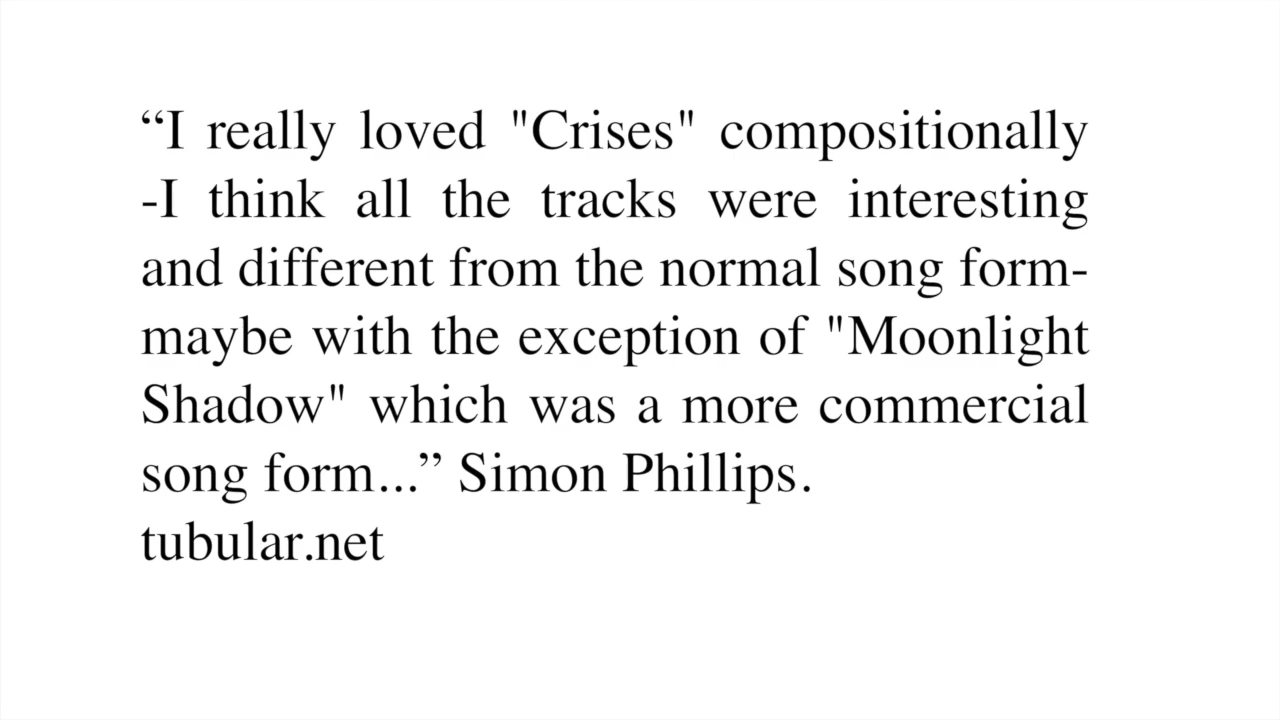 “I really loved "Crises" compositionally
-I think all the tracks were interesting
and different from the normal song form-
maybe with the exception of "Moonlight
Shadow" which was a more commercial
song form...” Simon Phillips.
tubular.net